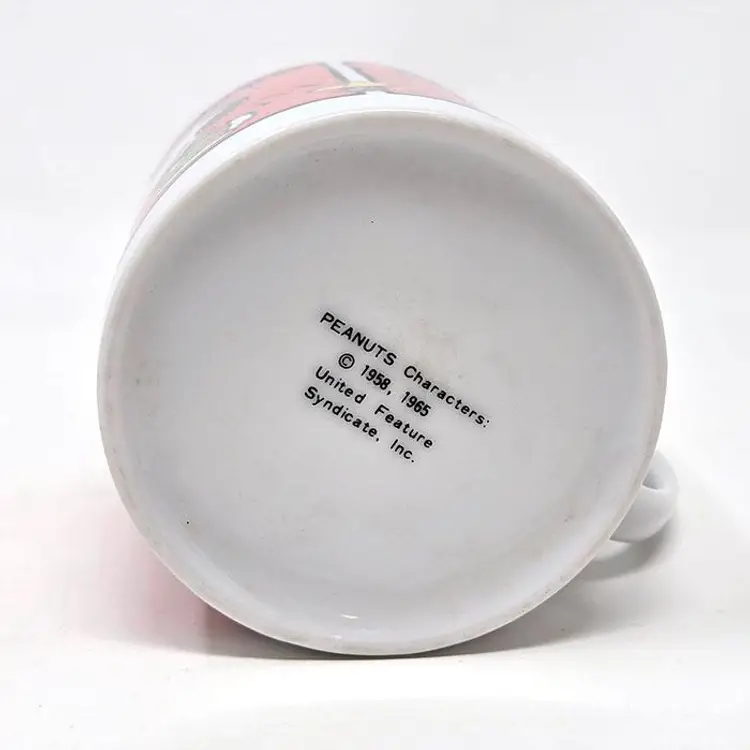 PEANUTS Characters:
© 1958, 1965
United Feature
Syndicate, Inc.